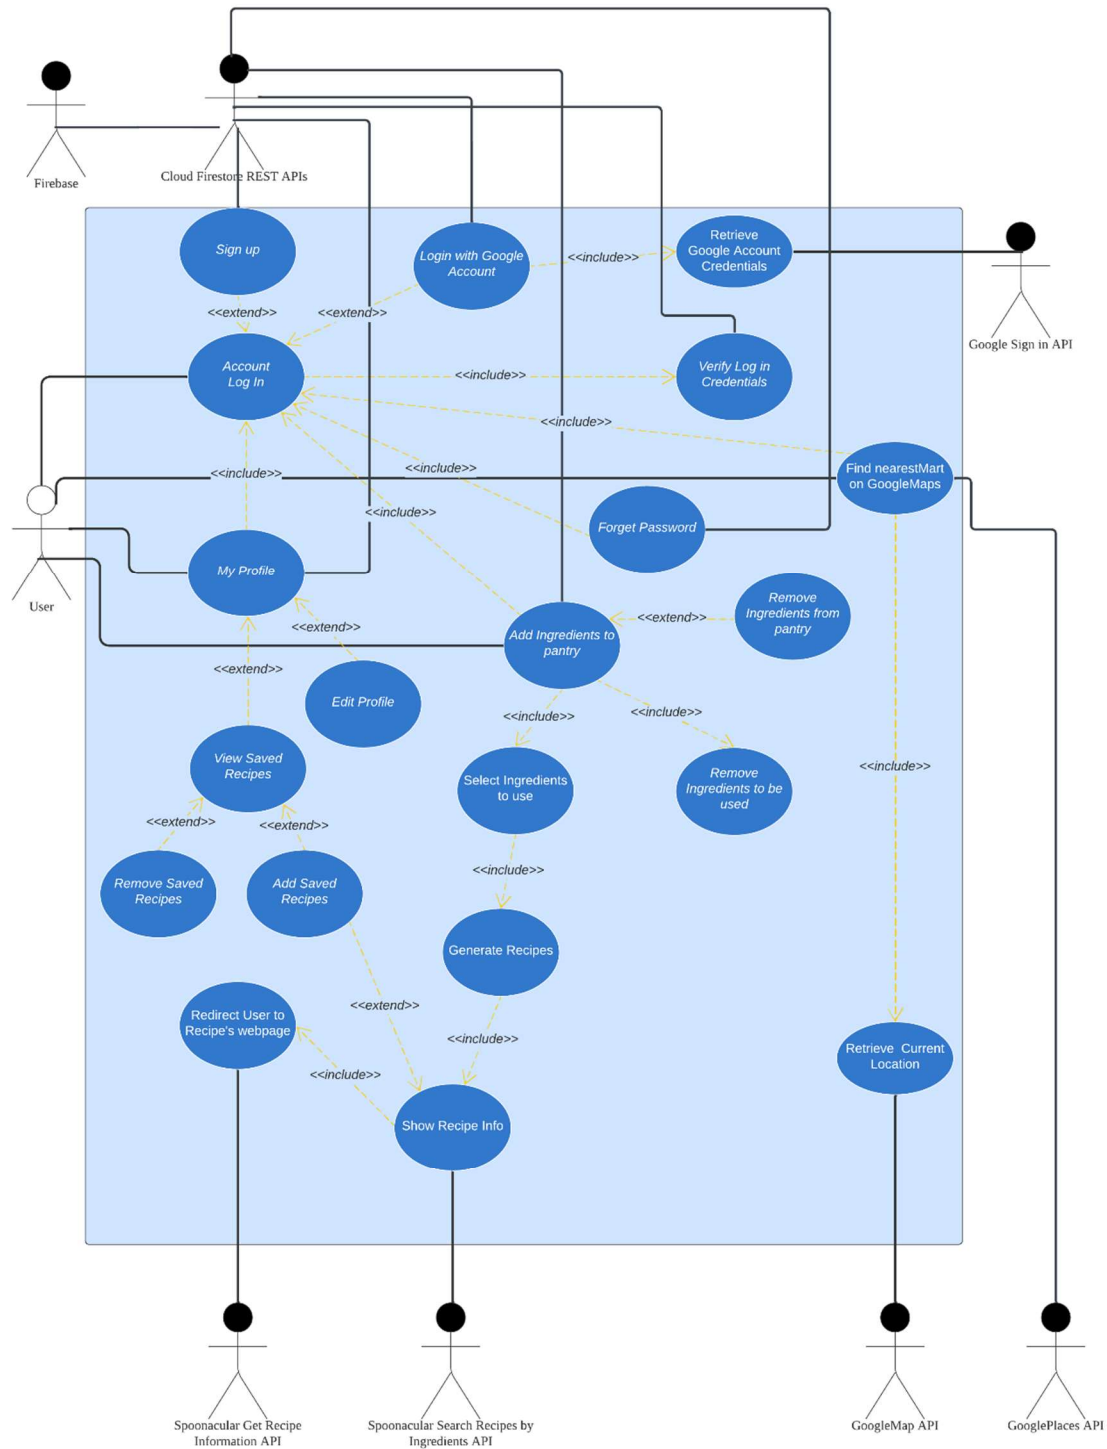 Firebase
Cloud Firestore REST APIs
Sign up
Login with Google
Account
<<include>>
Retrieve
Google Account
Credentials
<<extend>>
<<extend>>
Google Sign in API
Account
Log In
<<include>>
Verify Log in
Credentials
<<include>>
<<include>>
<<include>>
Find nearestMart
on GoogleMaps
<<include>>
Forget Password
My Profile
User
Remove
Ingredients from
pantry
<<extend>>
<<extend>>
Add Ingredients to
pantry
<<extend>>
Edit Profile
<<include>>
<<include>>
View Saved
Recipes
Select Ingredients
to use
Remove
Ingredients to be
used
<<include>>
<<extend>>
<<extend>>
<<include>>
Remove Saved
Recipes
Add Saved
Recipes
Generate Recipes
<<extend>>
Redirect User to
Recipe's webpage
<<include>>
Retrieve Current
Location
<<include>>
Show Recipe Info
Spoonacular Get Recipe
Information API
Spoonacular Search Recipes by
Ingredients API
GoogleMap API
GooglePlaces API